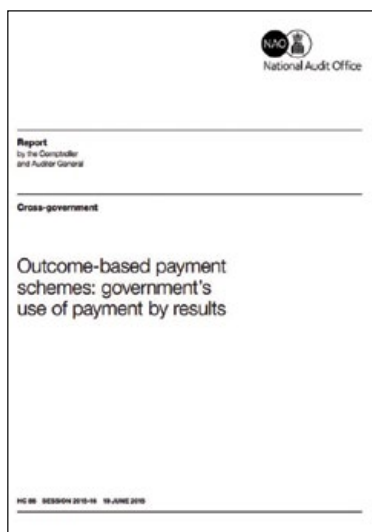 NAO
National Audit Office
Report
by the Comptroller
and Auditor General
Cross-government
Outcome-based payment
schemes: government's
use of payment by results
HC 86 SESSION 2015-16 19 JUNE 2015